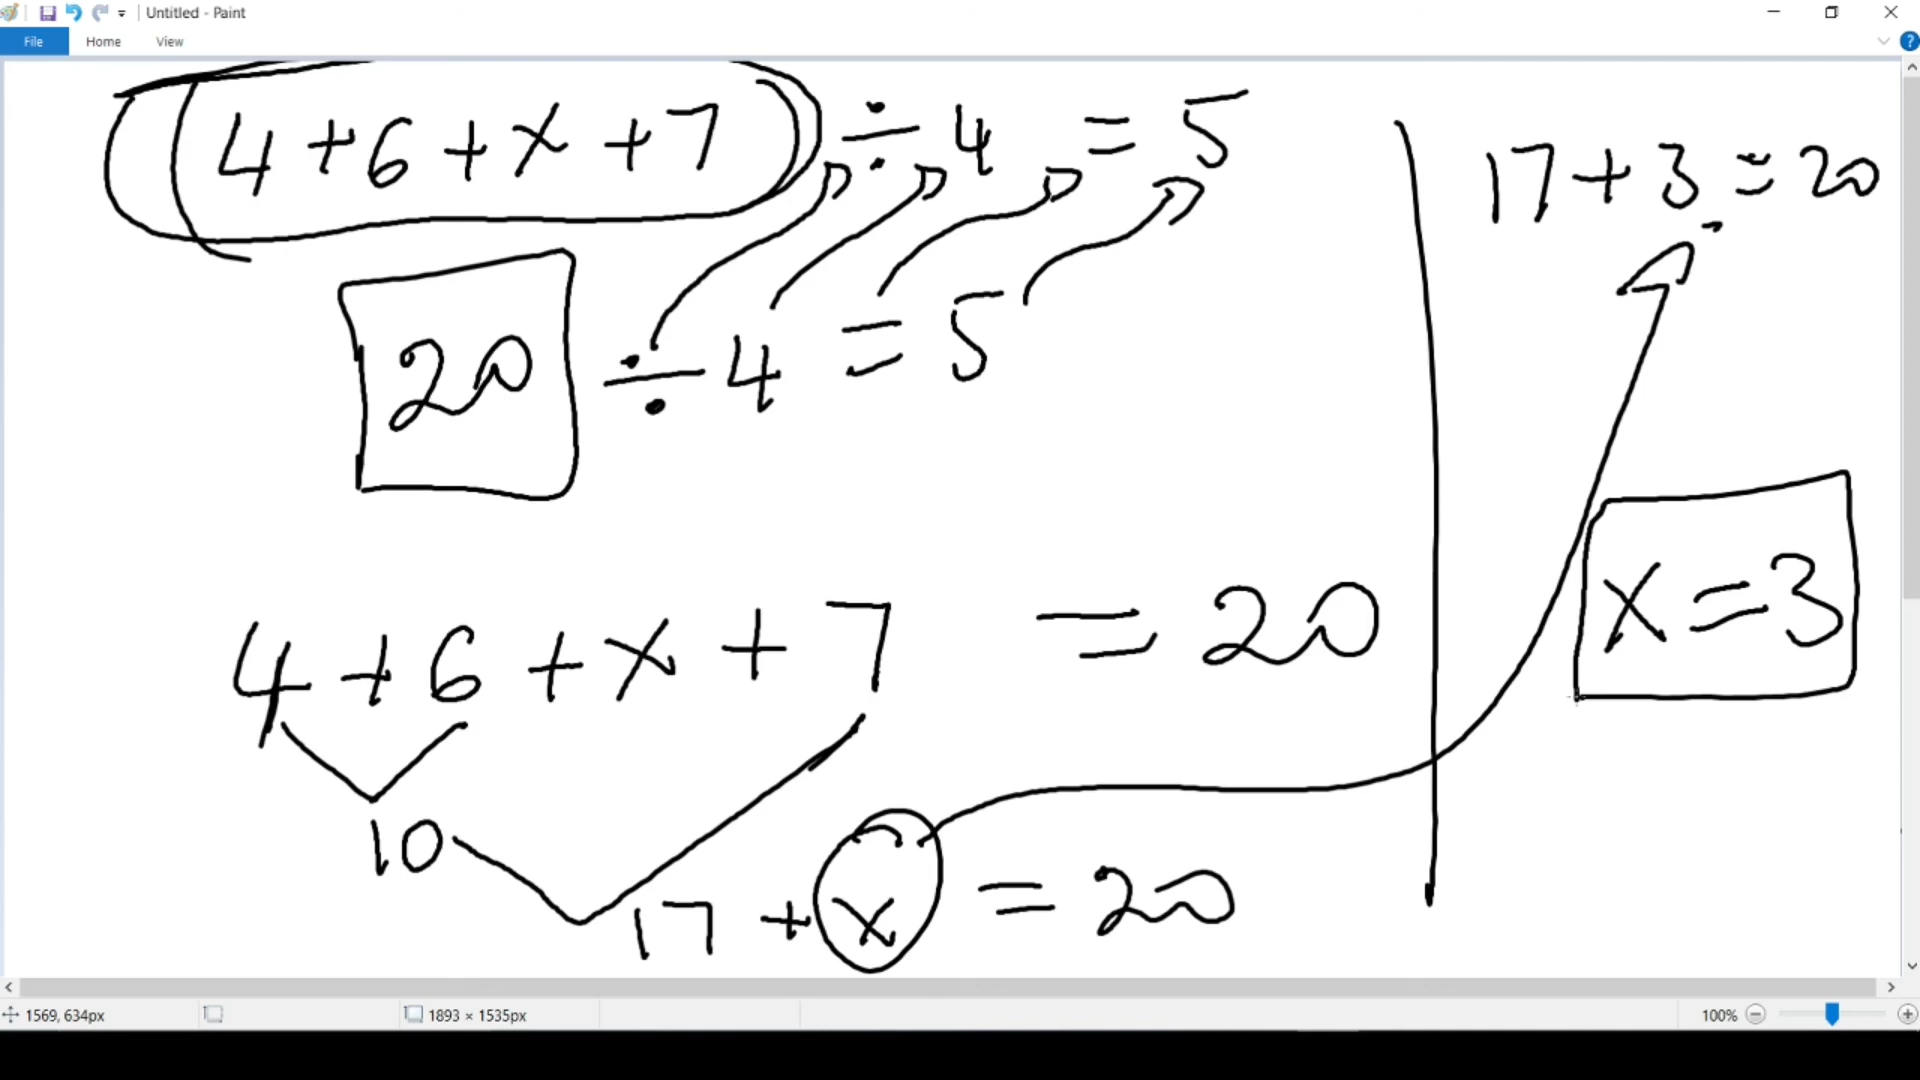 Untitled - Paint
File Home View
(4+6+x+7) ÷ 4 = 5
20 ÷ 4 = 5
4+6+x+7 = 20
10
17 + x = 20
17+3 = 20
x=3
1569, 634px
1893 × 1535px
100%